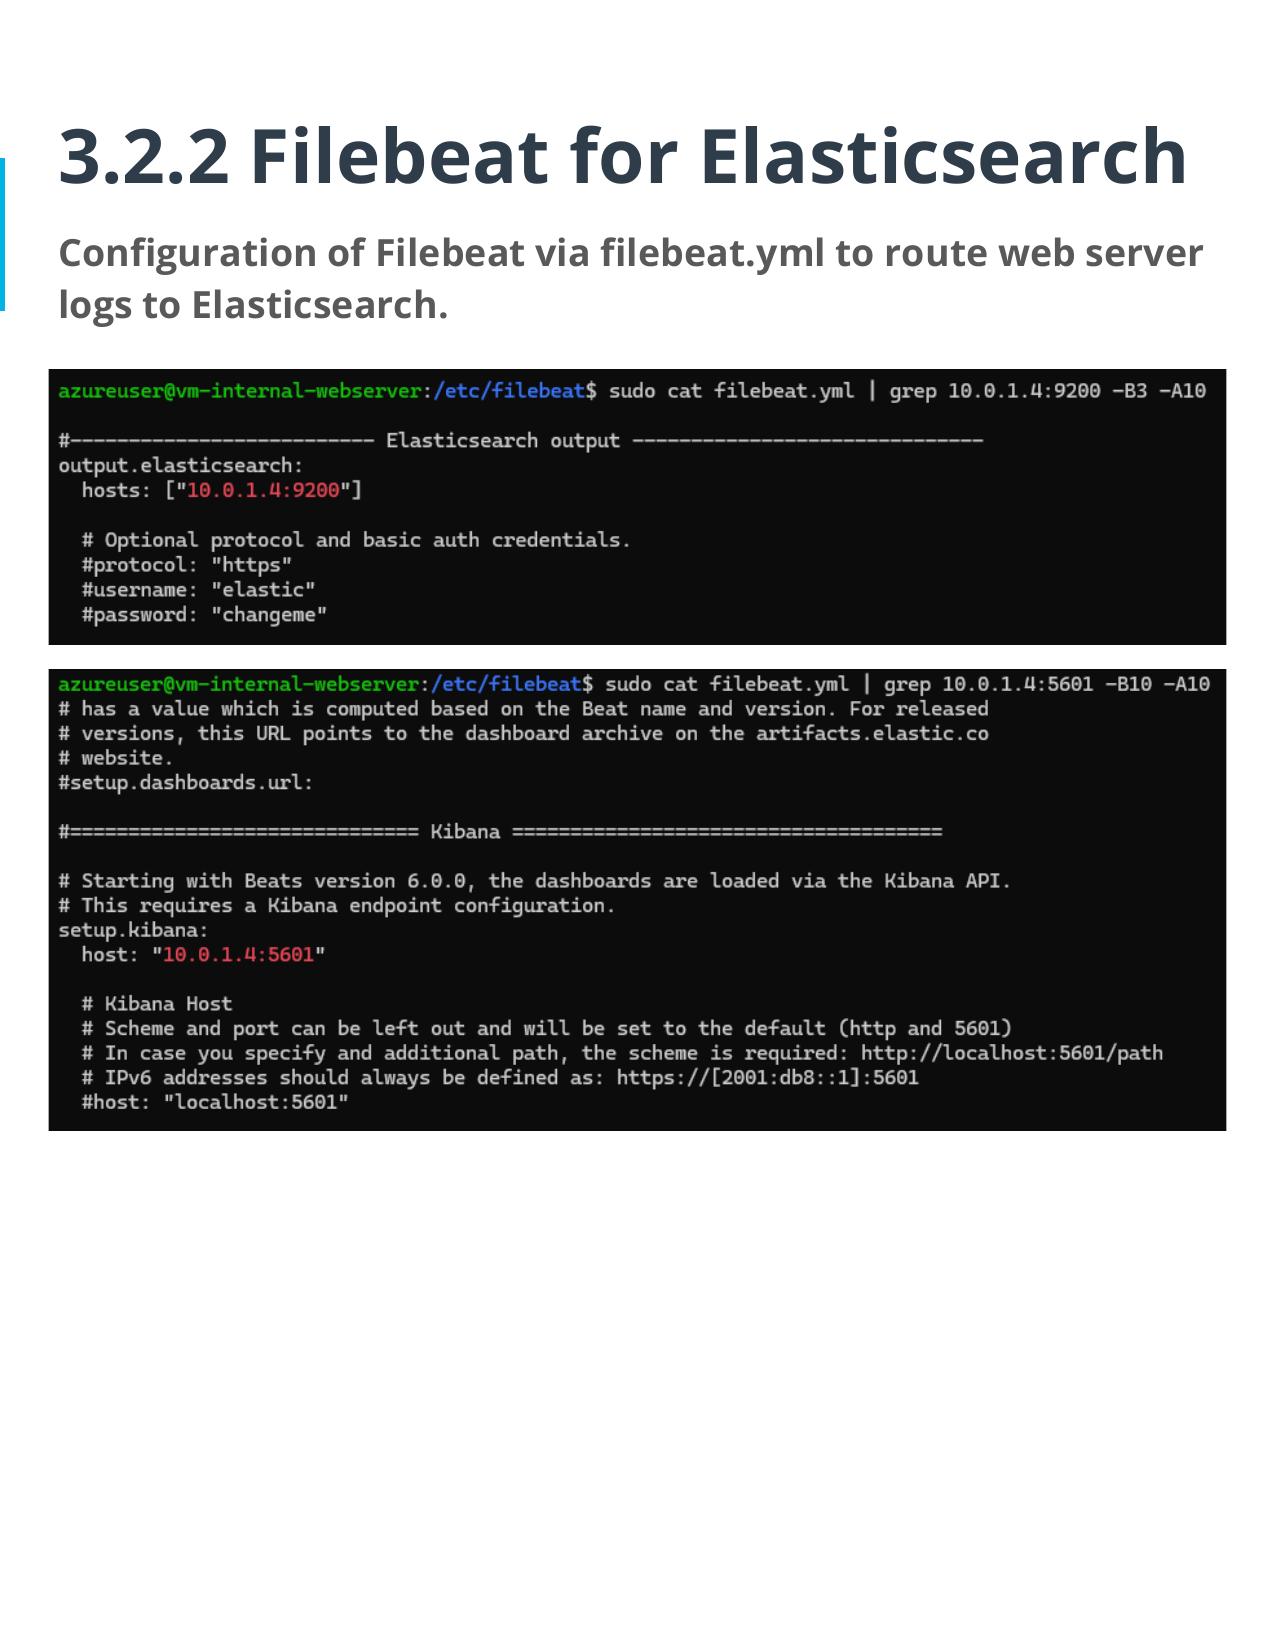 3.2.2 Filebeat for Elasticsearch
Configuration of Filebeat via filebeat.yml to route web server
logs to Elasticsearch.
azureuser@vm-internal-webserver:/etc/filebeat$ sudo cat filebeat.yml | grep 10.0.1.4:9200 -B3 -A10
#-------------------------- Elasticsearch output ------------------------------
output.elasticsearch:
  hosts: ["10.0.1.4:9200"]
  # Optional protocol and basic auth credentials.
  #protocol: "https"
  #username: "elastic"
  #password: "changeme"
azureuser@vm-internal-webserver:/etc/filebeat$ sudo cat filebeat.yml | grep 10.0.1.4:5601 -B10 -A10
# has a value which is computed based on the Beat name and version. For released
# versions, this URL points to the dashboard archive on the artifacts.elastic.co
# website.
#setup.dashboards.url:
#============================== Kibana =====================================
# Starting with Beats version 6.0.0, the dashboards are loaded via the Kibana API.
# This requires a Kibana endpoint configuration.
setup.kibana:
  host: "10.0.1.4:5601"
  # Kibana Host
  # Scheme and port can be left out and will be set to the default (http and 5601)
  # In case you specify and additional path, the scheme is required: http://localhost:5601/path
  # IPv6 addresses should always be defined as: https://[2001:db8::1]:5601
  #host: "localhost:5601"